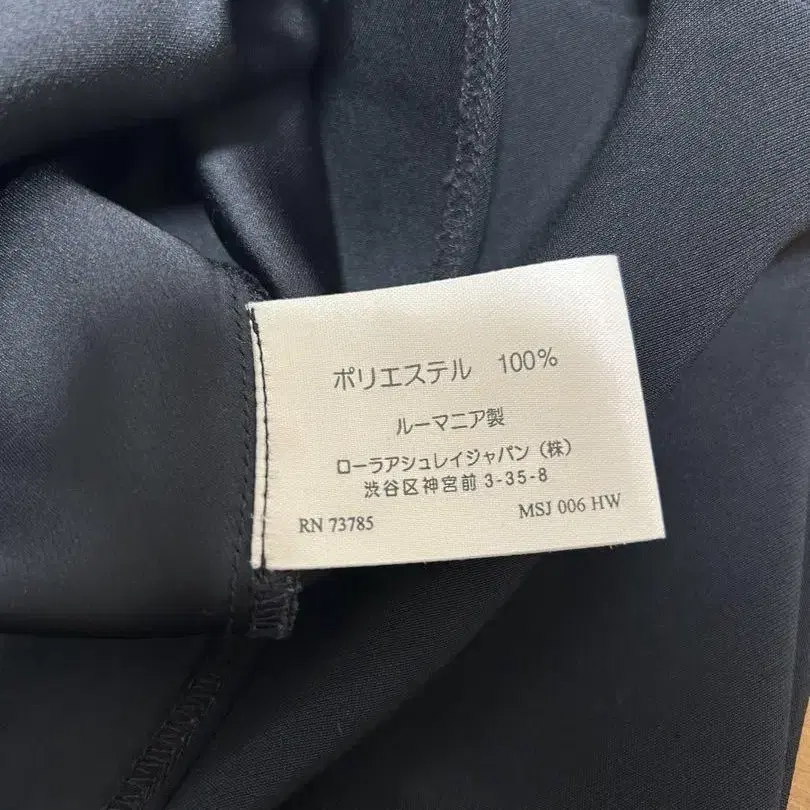 ポリエステル 100%
ルーマニア製
ローラアシュレイジャパン (株)
渋谷区神宮前 3-35-8
RN 73785 MSJ 006 HW